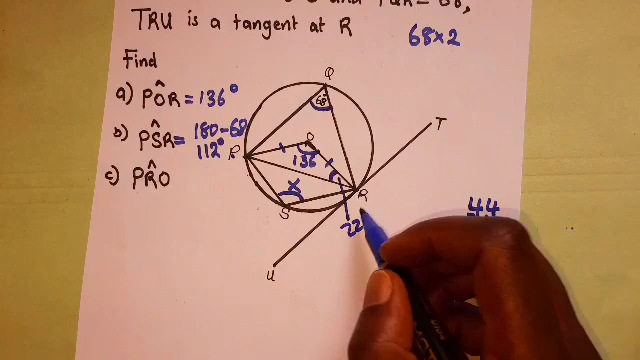 TRU is a tangent at R
68×2
Find
a) PÔR = 136°
b) PŜR = 180-68
112°
c) PR̂O
Q
68
T
O
136
P
x
R
S
44
22
U